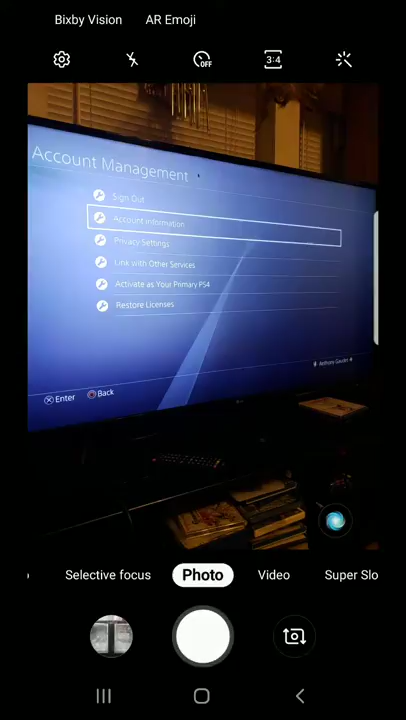 Bixby Vision AR Emoji
OFF 3:4
Account Management
Sign Out
Account Information
Privacy Settings
Link with Other Services
Activate as Your Primary PS4
Restore Licenses
Enter Back
Selective focus Photo Video Super Slo